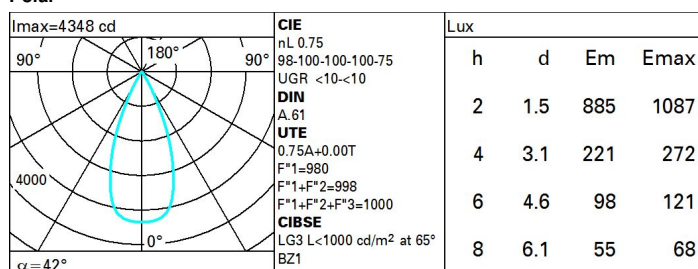 Imax=4348 cd
90°
180°
90°
4000
0°
α=42°
CIE
nL 0.75
98-100-100-100-75
UGR <10-<10
DIN
A.61
UTE
0.75A+0.00T
F"1=980
F"1+F"2=998
F"1+F"2+F"3=1000
CIBSE
LG3 L<1000 cd/m² at 65°
BZ1
Lux
h d Em Emax
2 1.5 885 1087
4 3.1 221 272
6 4.6 98 121
8 6.1 55 68